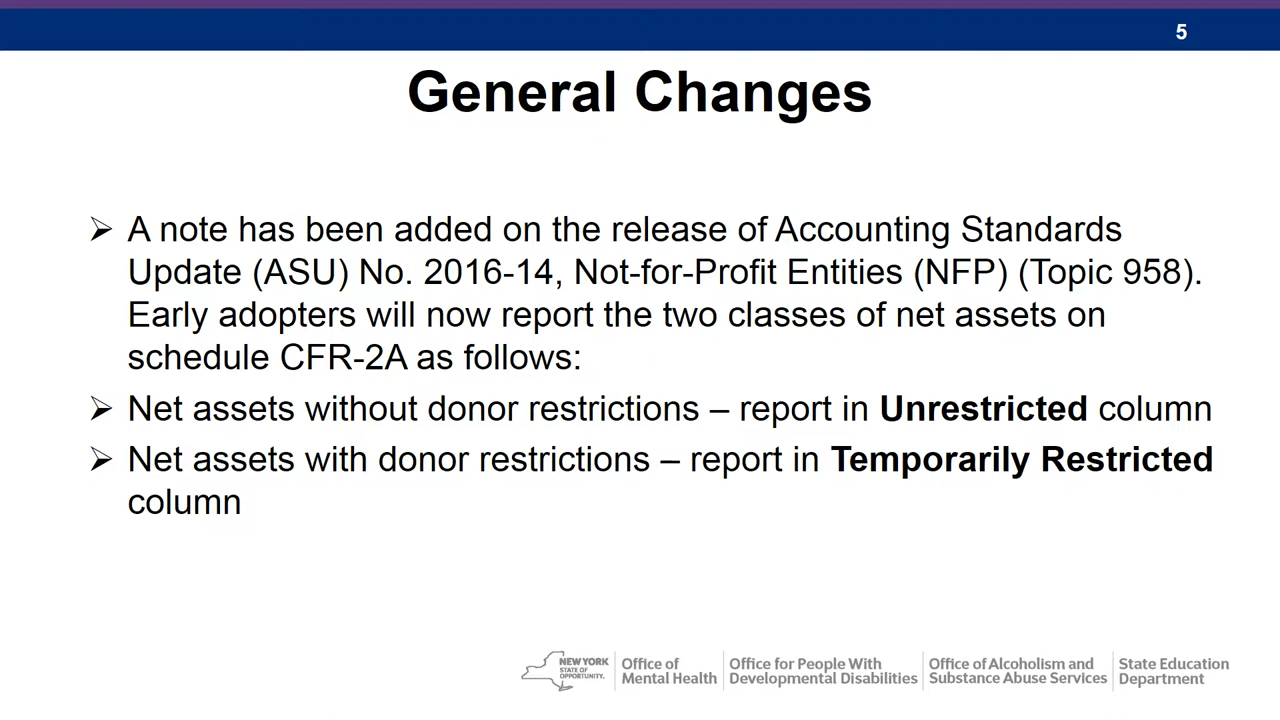 5
General Changes
➢ A note has been added on the release of Accounting Standards
Update (ASU) No. 2016-14, Not-for-Profit Entities (NFP) (Topic 958).
Early adopters will now report the two classes of net assets on
schedule CFR-2A as follows:
➢ Net assets without donor restrictions – report in Unrestricted column
➢ Net assets with donor restrictions – report in Temporarily Restricted
column
NEW YORK
STATE OF
OPPORTUNITY.
Office of
Mental Health
Office for People With
Developmental Disabilities
Office of Alcoholism and
Substance Abuse Services
State Education
Department